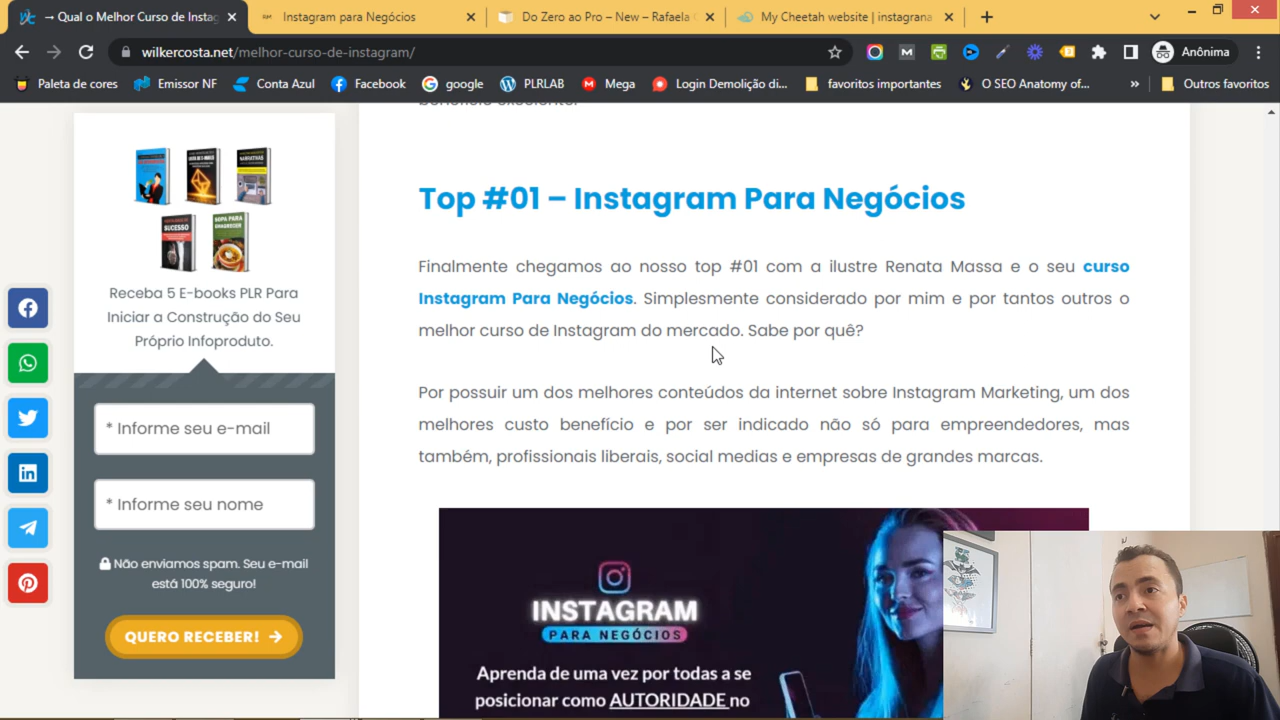 → Qual o Melhor Curso de Instag
Instagram para Negócios
Do Zero ao Pro – New – Rafaela
My Cheetah website | instagrana
wilkercosta.net/melhor-curso-de-instagram/
Anônima
Paleta de cores
Emissor NF
Conta Azul
Facebook
google
PLRLAB
Mega
Login Demolição di...
favoritos importantes
O SEO Anatomy of...
»
Outros favoritos
benefício excelente.
Top #01 – Instagram Para Negócios
Finalmente chegamos ao nosso top #01 com a ilustre Renata Massa e o seu curso
Instagram Para Negócios. Simplesmente considerado por mim e por tantos outros o
melhor curso de Instagram do mercado. Sabe por quê?
Por possuir um dos melhores conteúdos da internet sobre Instagram Marketing, um dos
melhores custo benefício e por ser indicado não só para empreendedores, mas
também, profissionais liberais, social medias e empresas de grandes marcas.
INSTAGRAM
PARA NEGÓCIOS
Aprenda de uma vez por todas a se
posicionar como AUTORIDADE no
Receba 5 E-books PLR Para
Iniciar a Construção do Seu
Próprio Infoproduto.
* Informe seu e-mail
* Informe seu nome
Não enviamos spam. Seu e-mail
está 100% seguro!
QUERO RECEBER! →